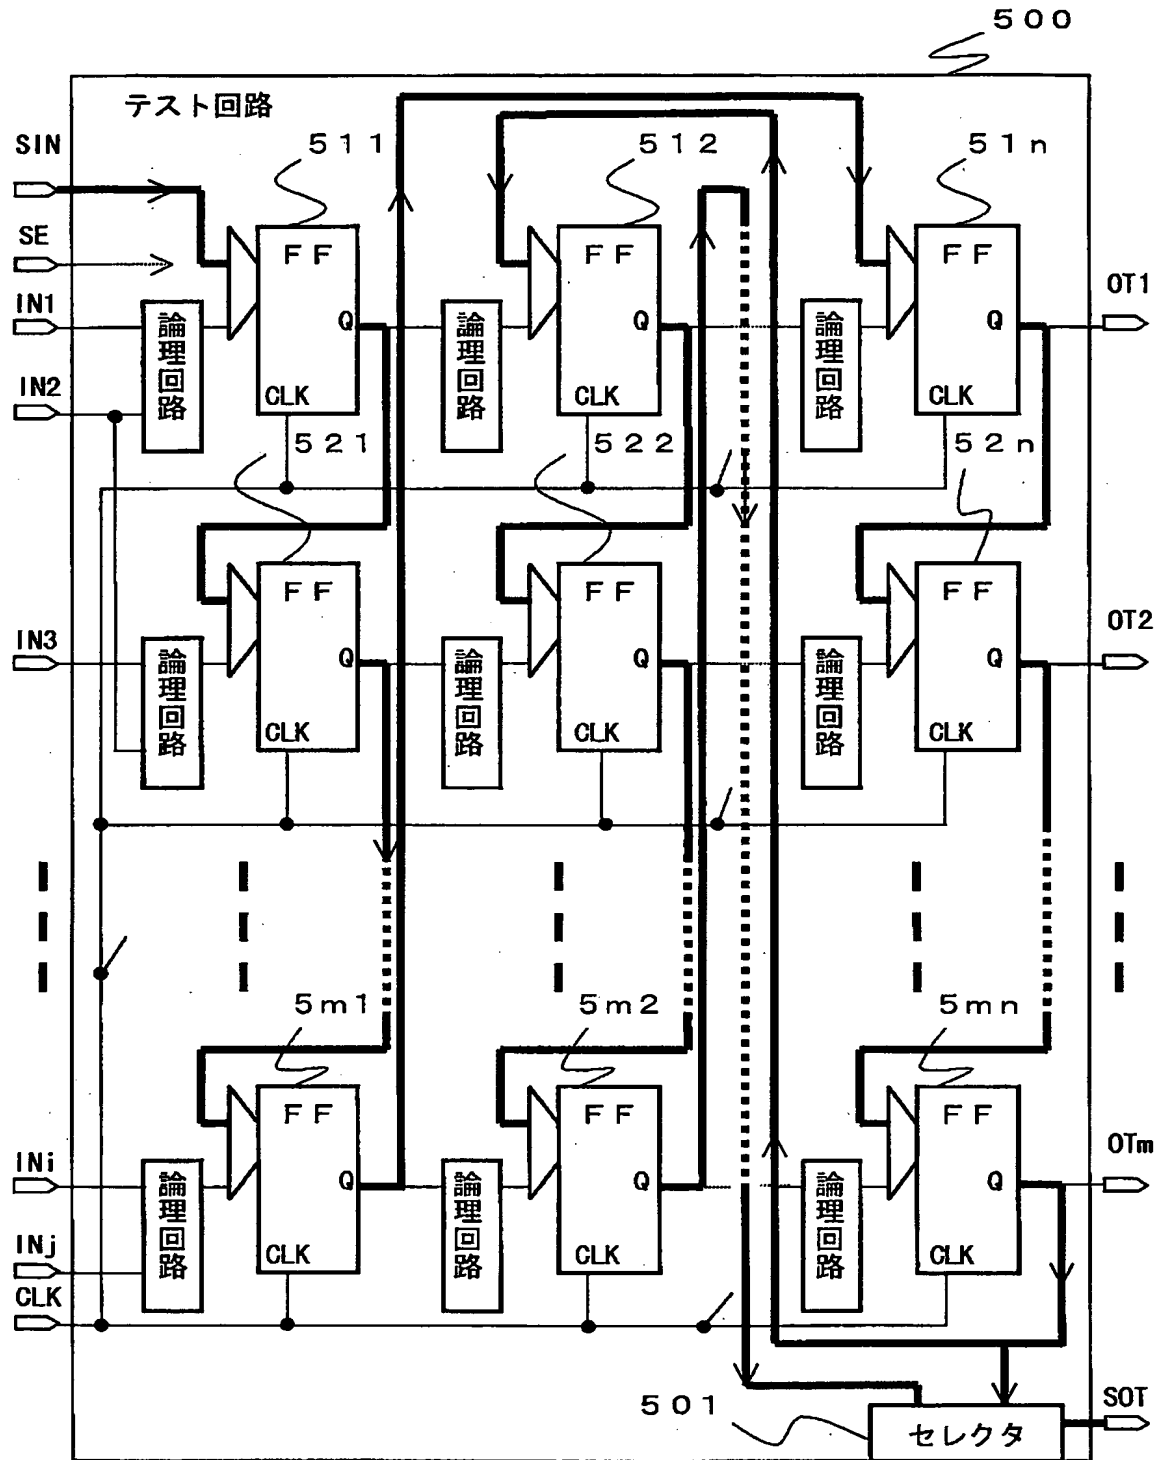 ５００
テスト回路
SIN
５１１
５１２
５１n
SE
FF
FF
FF
IN1
論理回路
Q
論理回路
Q
論理回路
Q
OT1
IN2
CLK
CLK
CLK
５２１
５２２
５２n
FF
FF
FF
IN3
論理回路
Q
論理回路
Q
論理回路
Q
OT2
CLK
CLK
CLK
５m１
５m２
５mn
FF
FF
FF
INi
論理回路
Q
論理回路
Q
論理回路
Q
OTm
INj
CLK
CLK
CLK
CLK
５０１
セレクタ
SOT